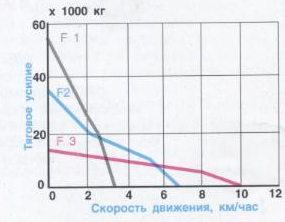 x 1000 кг
60
40
20
0
F 1
F2
F 3
Тяговое усилие
0 2 4 6 8 10 12
Скорость движения, км/час